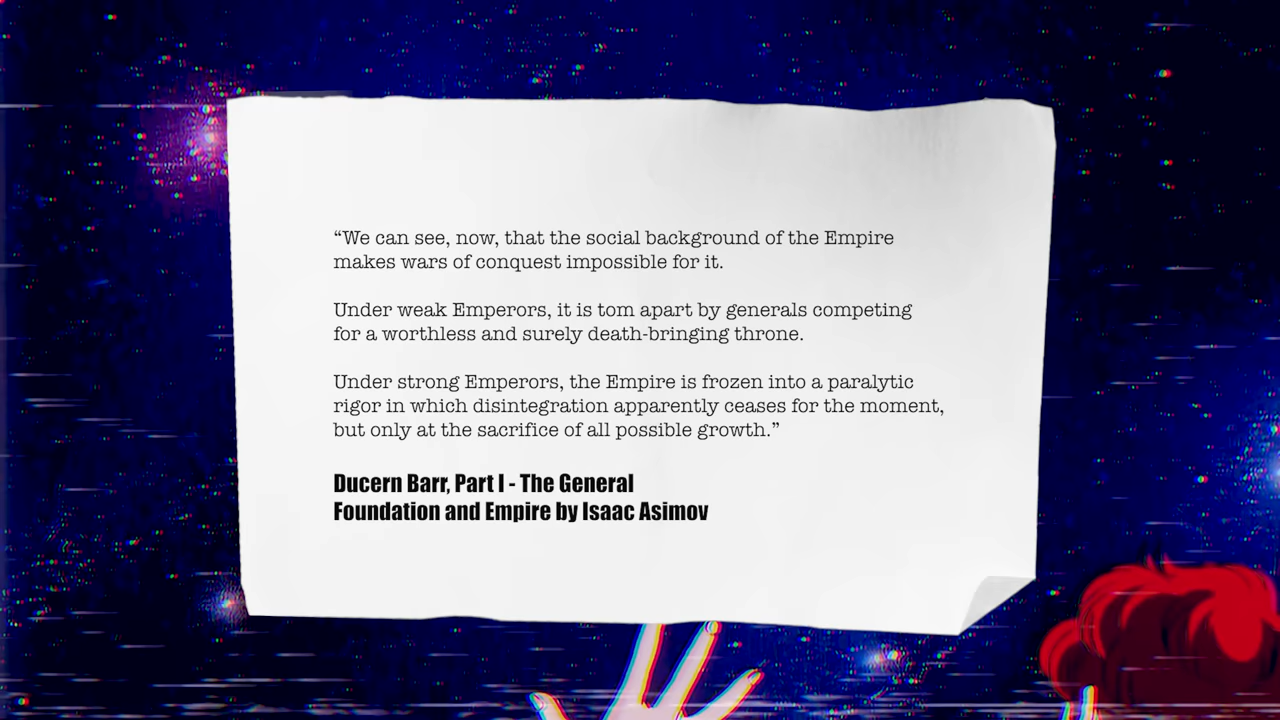 “We can see, now, that the social background of the Empire
makes wars of conquest impossible for it.
Under weak Emperors, it is tom apart by generals competing
for a worthless and surely death-bringing throne.
Under strong Emperors, the Empire is frozen into a paralytic
rigor in which disintegration apparently ceases for the moment,
but only at the sacrifice of all possible growth.”
Ducern Barr, Part I - The General
Foundation and Empire by Isaac Asimov